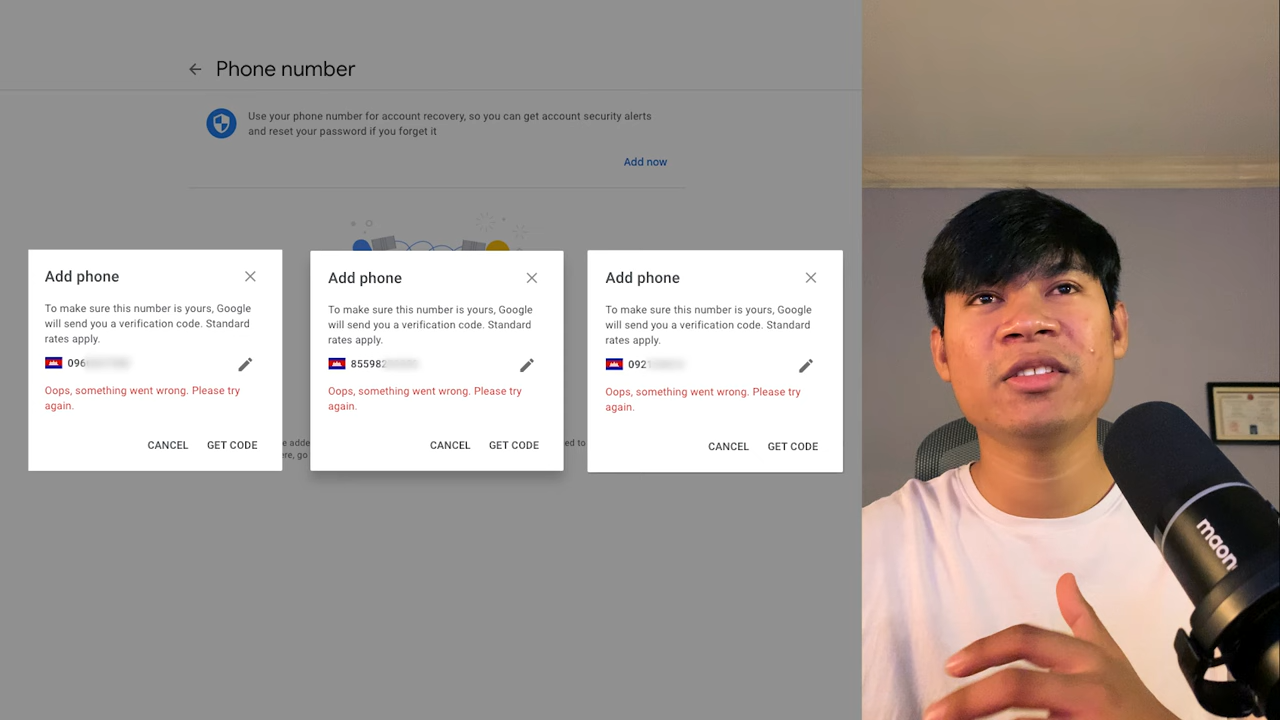 Phone number
Use your phone number for account recovery, so you can get account security alerts
and reset your password if you forget it
Add now
Add phone
To make sure this number is yours, Google
will send you a verification code. Standard
rates apply.
096
Oops, something went wrong. Please try
again.
CANCEL GET CODE
Add phone
To make sure this number is yours, Google
will send you a verification code. Standard
rates apply.
85598
Oops, something went wrong. Please try
again.
CANCEL GET CODE
Add phone
To make sure this number is yours, Google
will send you a verification code. Standard
rates apply.
092
Oops, something went wrong. Please try
again.
CANCEL GET CODE
ere, go
maon